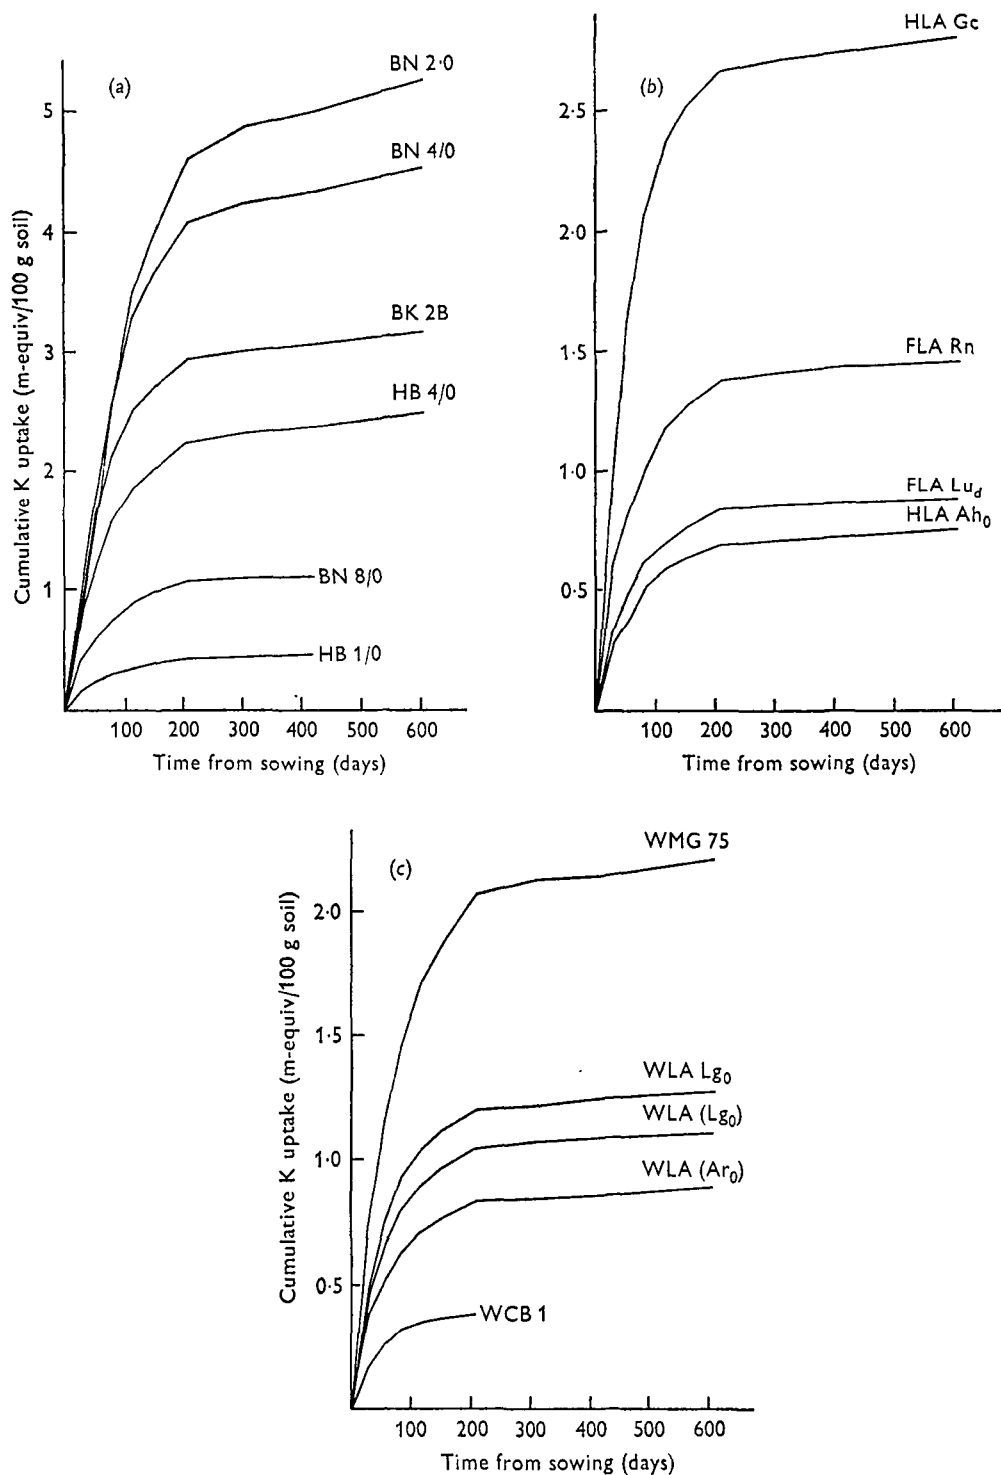 (a)
BN 2·0
BN 4/0
BK 2B
HB 4/0
BN 8/0
HB 1/0
5
4
3
2
1
Cumulative K uptake (m-equiv/100 g soil)
100 200 300 400 500 600
Time from sowing (days)
(b)
HLA Gc
FLA Rn
FLA Lud
HLA Ah0
2·5
2·0
1·5
1·0
0·5
100 200 300 400 500 600
Time from sowing (days)
(c)
WMG 75
WLA Lg0
WLA (Lg0)
WLA (Ar0)
WCB 1
2·0
1·5
1·0
0·5
Cumulative K uptake (m-equiv/100 g soil)
100 200 300 400 500 600
Time from sowing (days)